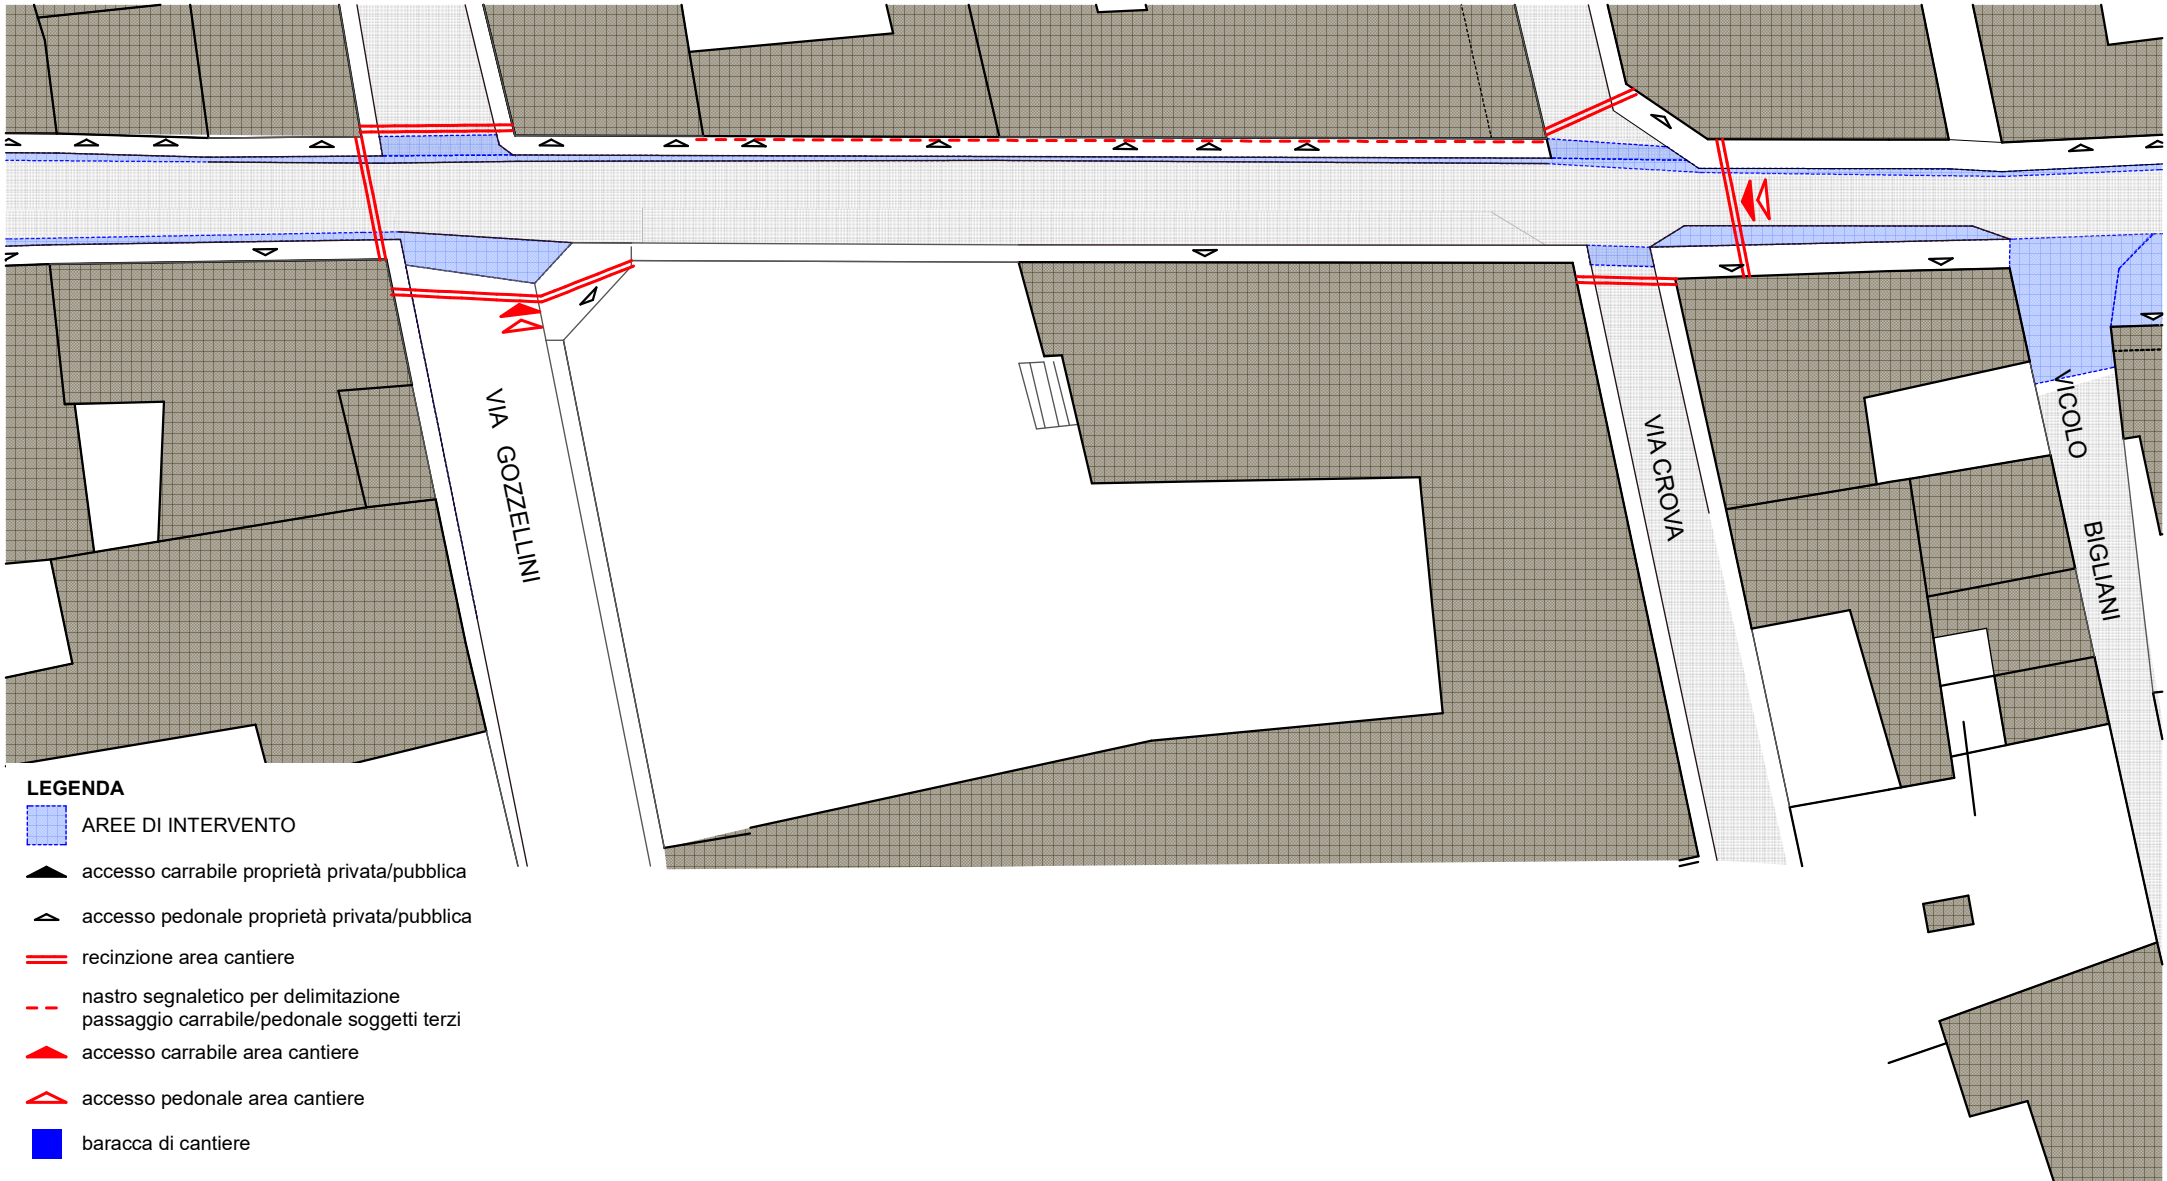 VIA GOZZELLINI
VIA CROVA
VICOLO BIGLIANI
LEGENDA
AREE DI INTERVENTO
accesso carrabile proprietà privata/pubblica
accesso pedonale proprietà privata/pubblica
recinzione area cantiere
nastro segnaletico per delimitazione
passaggio carrabile/pedonale soggetti terzi
accesso carrabile area cantiere
accesso pedonale area cantiere
baracca di cantiere